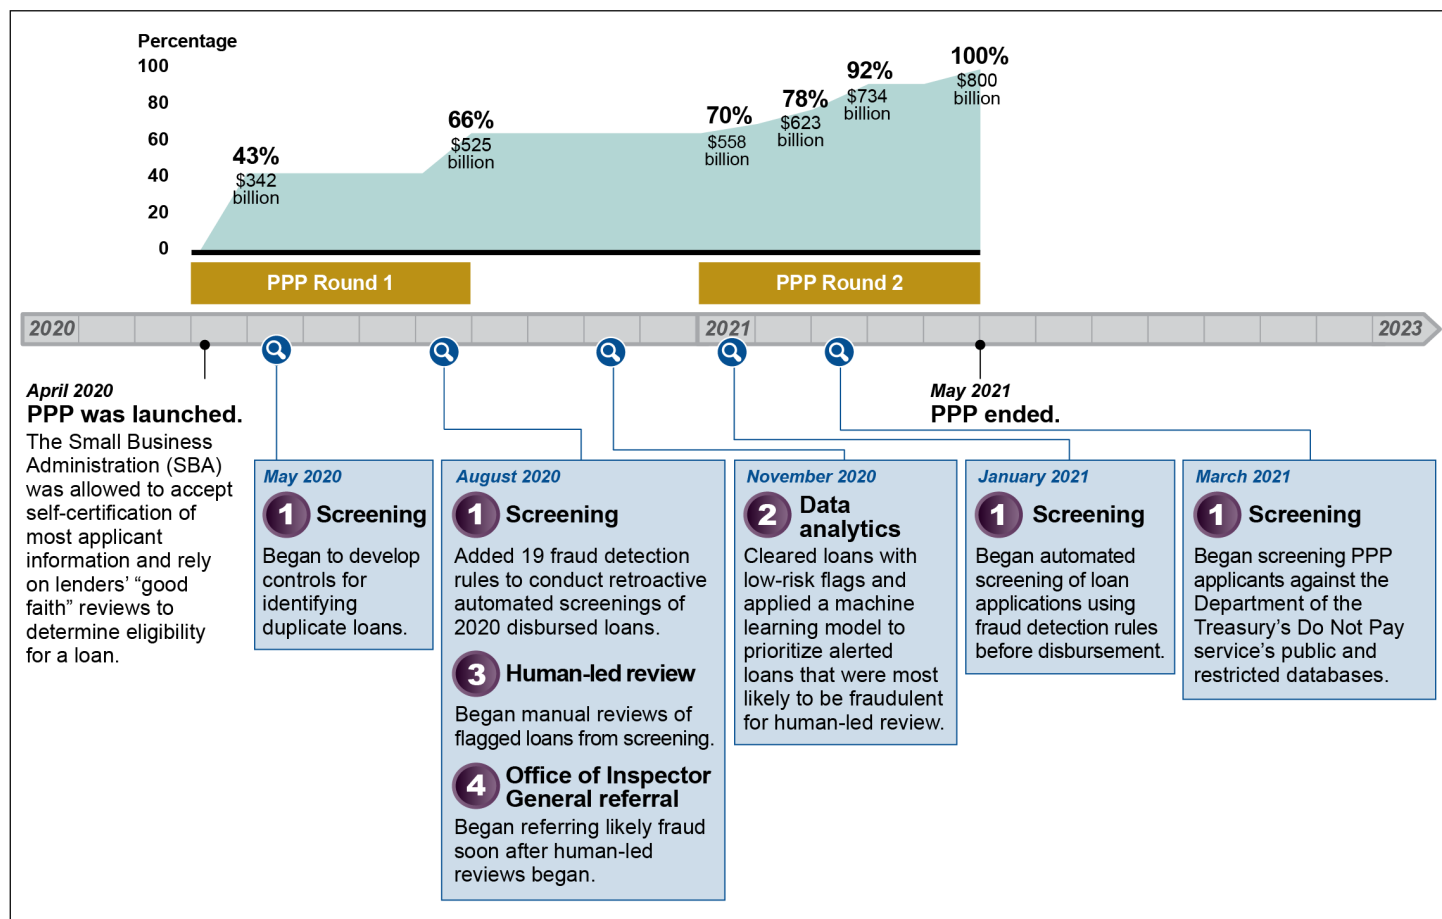 Percentage
100
80
60
40
20
0
43%
$342
billion
66%
$525
billion
70%
$558
billion
78%
$623
billion
92%
$734
billion
100%
$800
billion
PPP Round 1
PPP Round 2
2020
2021
2023
April 2020
PPP was launched.
The Small Business
Administration (SBA)
was allowed to accept
self-certification of
most applicant
information and rely
on lenders’ “good
faith” reviews to
determine eligibility
for a loan.
May 2021
PPP ended.
May 2020
1 Screening
Began to develop
controls for
identifying
duplicate loans.
August 2020
1 Screening
Added 19 fraud detection
rules to conduct retroactive
automated screenings of
2020 disbursed loans.
3 Human-led review
Began manual reviews of
flagged loans from screening.
4 Office of Inspector
General referral
Began referring likely fraud
soon after human-led
reviews began.
November 2020
2 Data
analytics
Cleared loans with
low-risk flags and
applied a machine
learning model to
prioritize alerted
loans that were most
likely to be fraudulent
for human-led review.
January 2021
1 Screening
Began automated
screening of loan
applications using
fraud detection rules
before disbursement.
March 2021
1 Screening
Began screening PPP
applicants against the
Department of the
Treasury’s Do Not Pay
service’s public and
restricted databases.